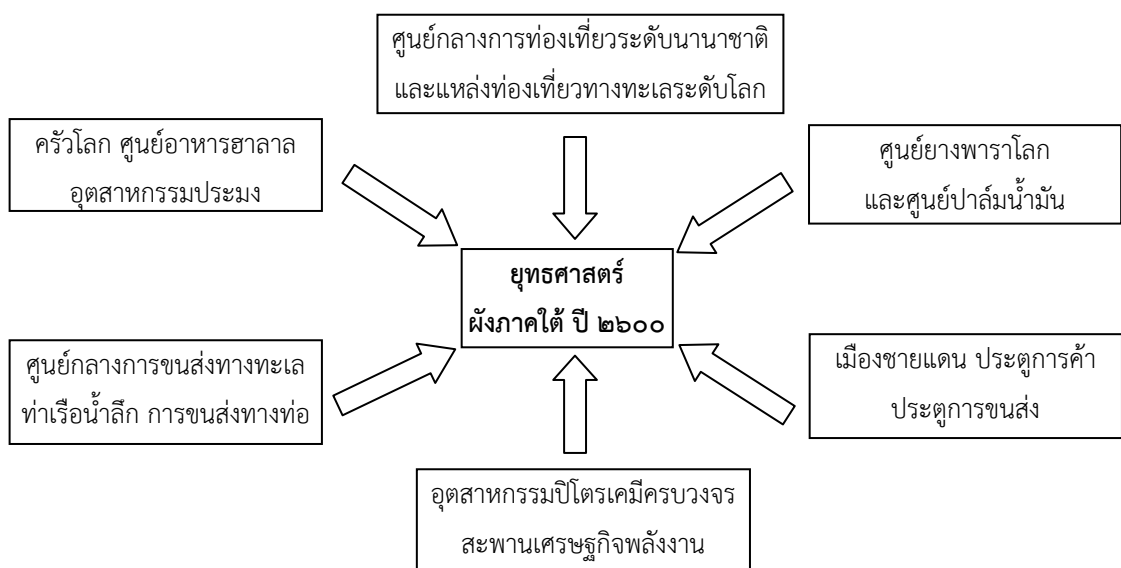 ศูนย์กลางการท่องเที่ยวระดับนานาชาติ
และแหล่งท่องเที่ยวทางทะเลระดับโลก
ครัวโลก ศูนย์อาหารฮาลาล
อุตสาหกรรมประมง
ศูนย์ยางพาราโลก
และศูนย์ปาล์มน้ำมัน
ยุทธศาสตร์
ผังภาคใต้ ปี ๒๖๐๐
ศูนย์กลางการขนส่งทางทะเล
ท่าเรือน้ำลึก การขนส่งทางท่อ
เมืองชายแดน ประตูการค้า
ประตูการขนส่ง
อุตสาหกรรมปิโตรเคมีครบวงจร
สะพานเศรษฐกิจพลังงาน